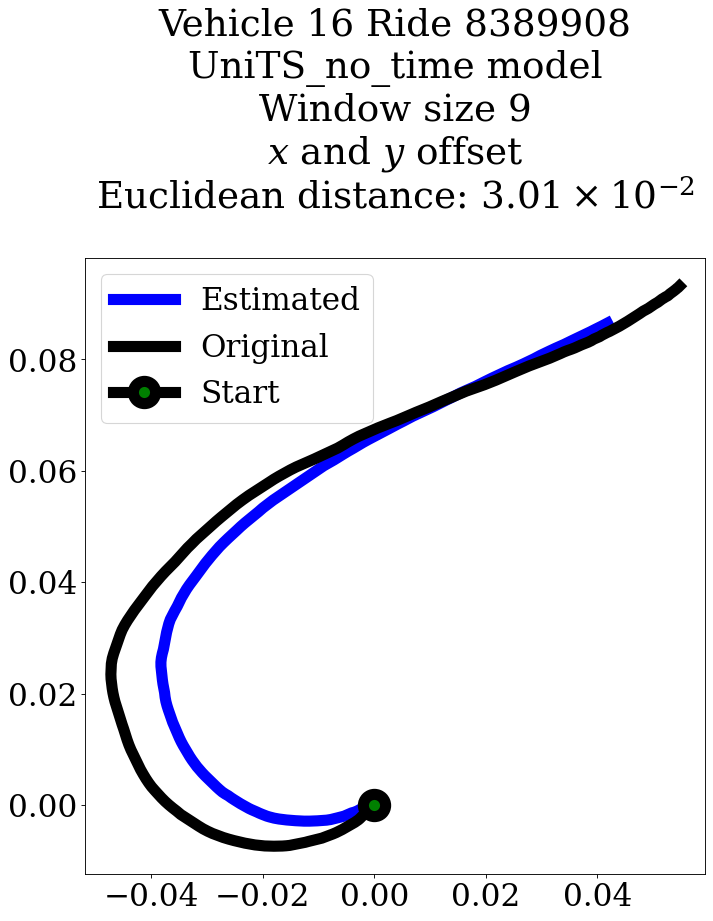 Vehicle 16 Ride 8389908
UniTS_no_time model
Window size 9
x and y offset
Euclidean distance: 3.01 × 10⁻²
Estimated
Original
Start
0.08
0.06
0.04
0.02
0.00
−0.04 −0.02 0.00 0.02 0.04